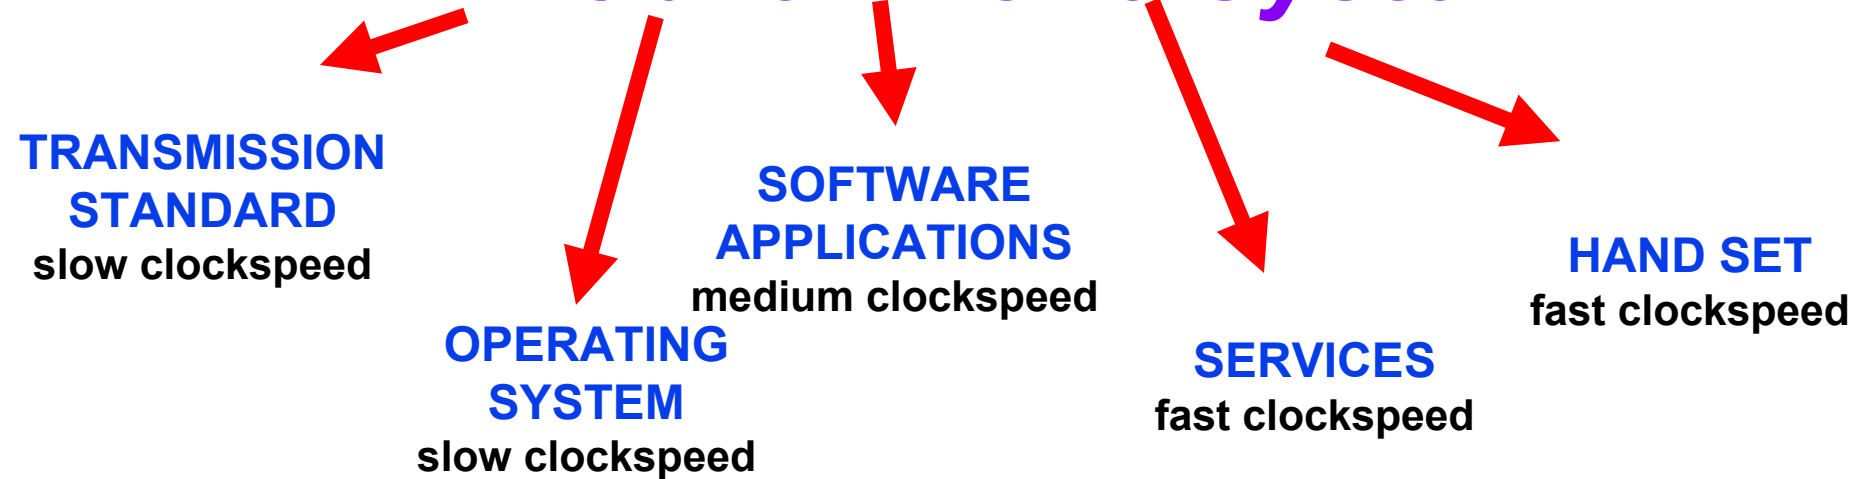 TRANSMISSION
STANDARD
slow clockspeed
OPERATING
SYSTEM
slow clockspeed
SOFTWARE
APPLICATIONS
medium clockspeed
SERVICES
fast clockspeed
HAND SET
fast clockspeed